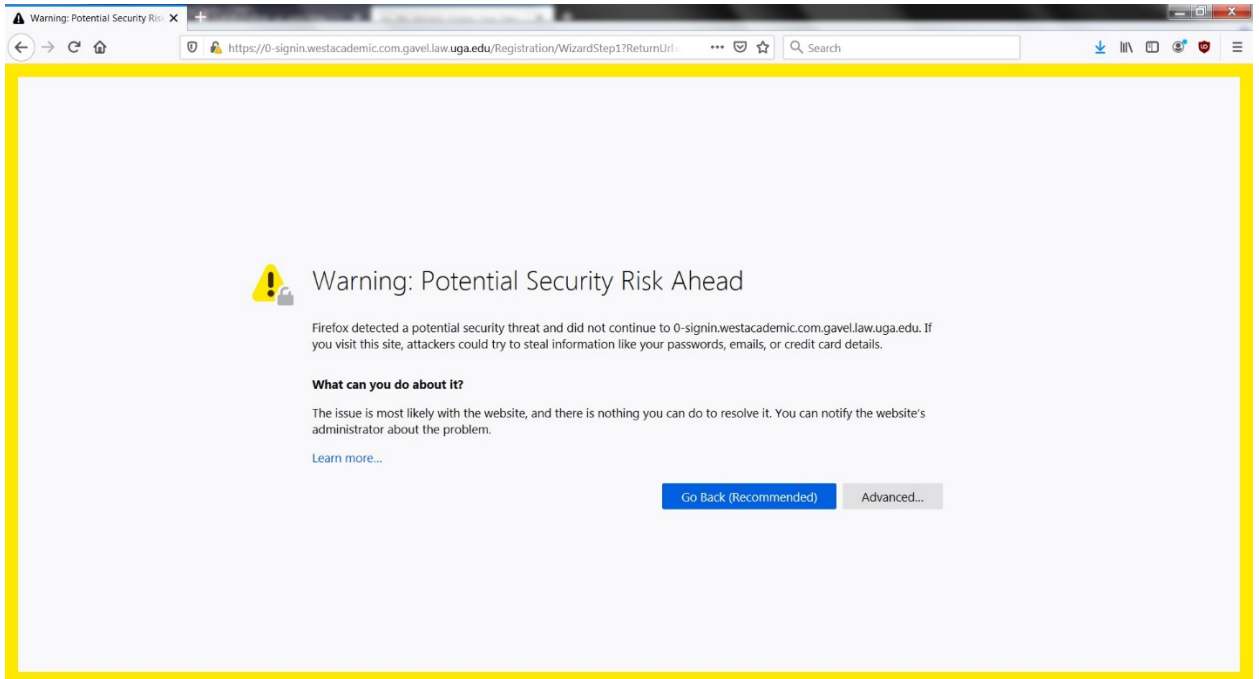 Warning: Potential Security Ris
https://0-signin.westacademic.com.gavel.law.uga.edu/Registration/WizardStep1?ReturnUrl=
Search
Warning: Potential Security Risk Ahead
Firefox detected a potential security threat and did not continue to 0-signin.westacademic.com.gavel.law.uga.edu. If
you visit this site, attackers could try to steal information like your passwords, emails, or credit card details.
What can you do about it?
The issue is most likely with the website, and there is nothing you can do to resolve it. You can notify the website's
administrator about the problem.
Learn more...
Go Back (Recommended)
Advanced...